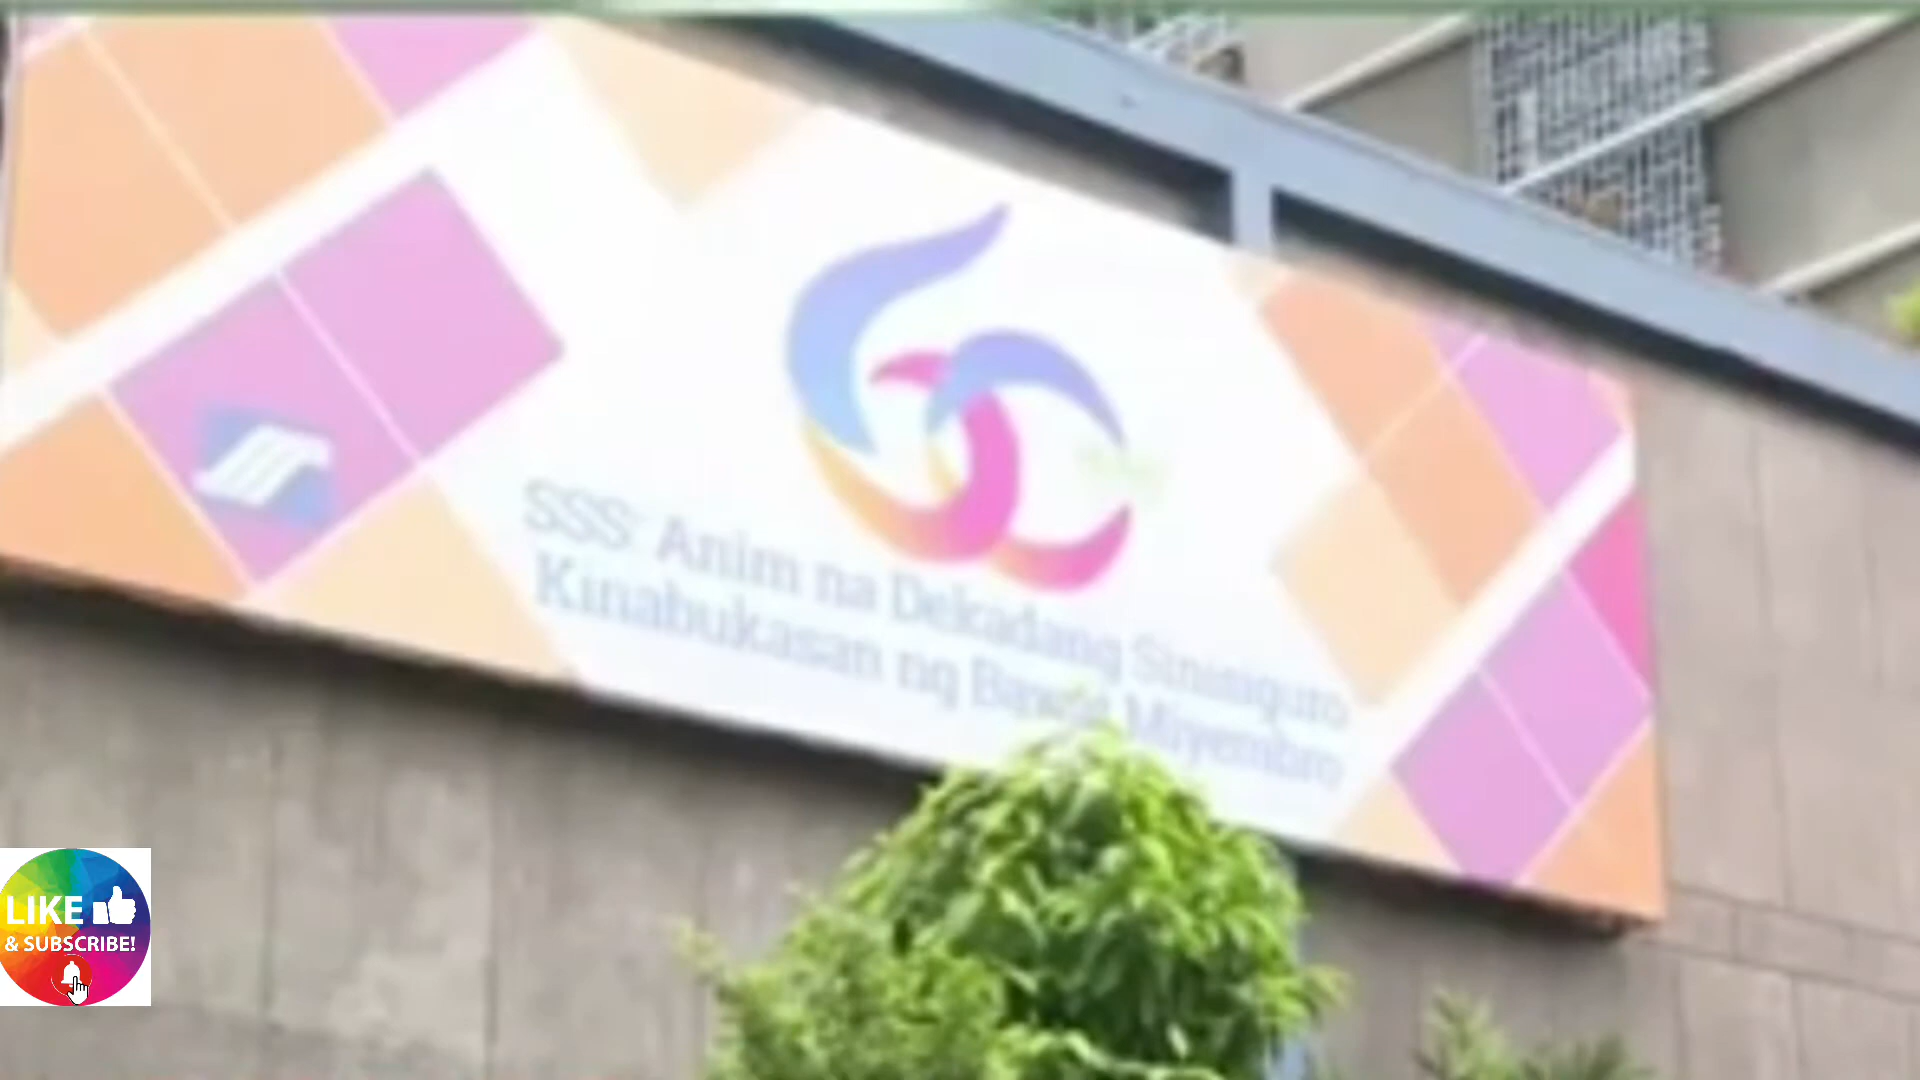 SSS: Anim na Dekadang Sinisiguro
Kinabukasan ng Bawat Miyembro
LIKE
& SUBSCRIBE!